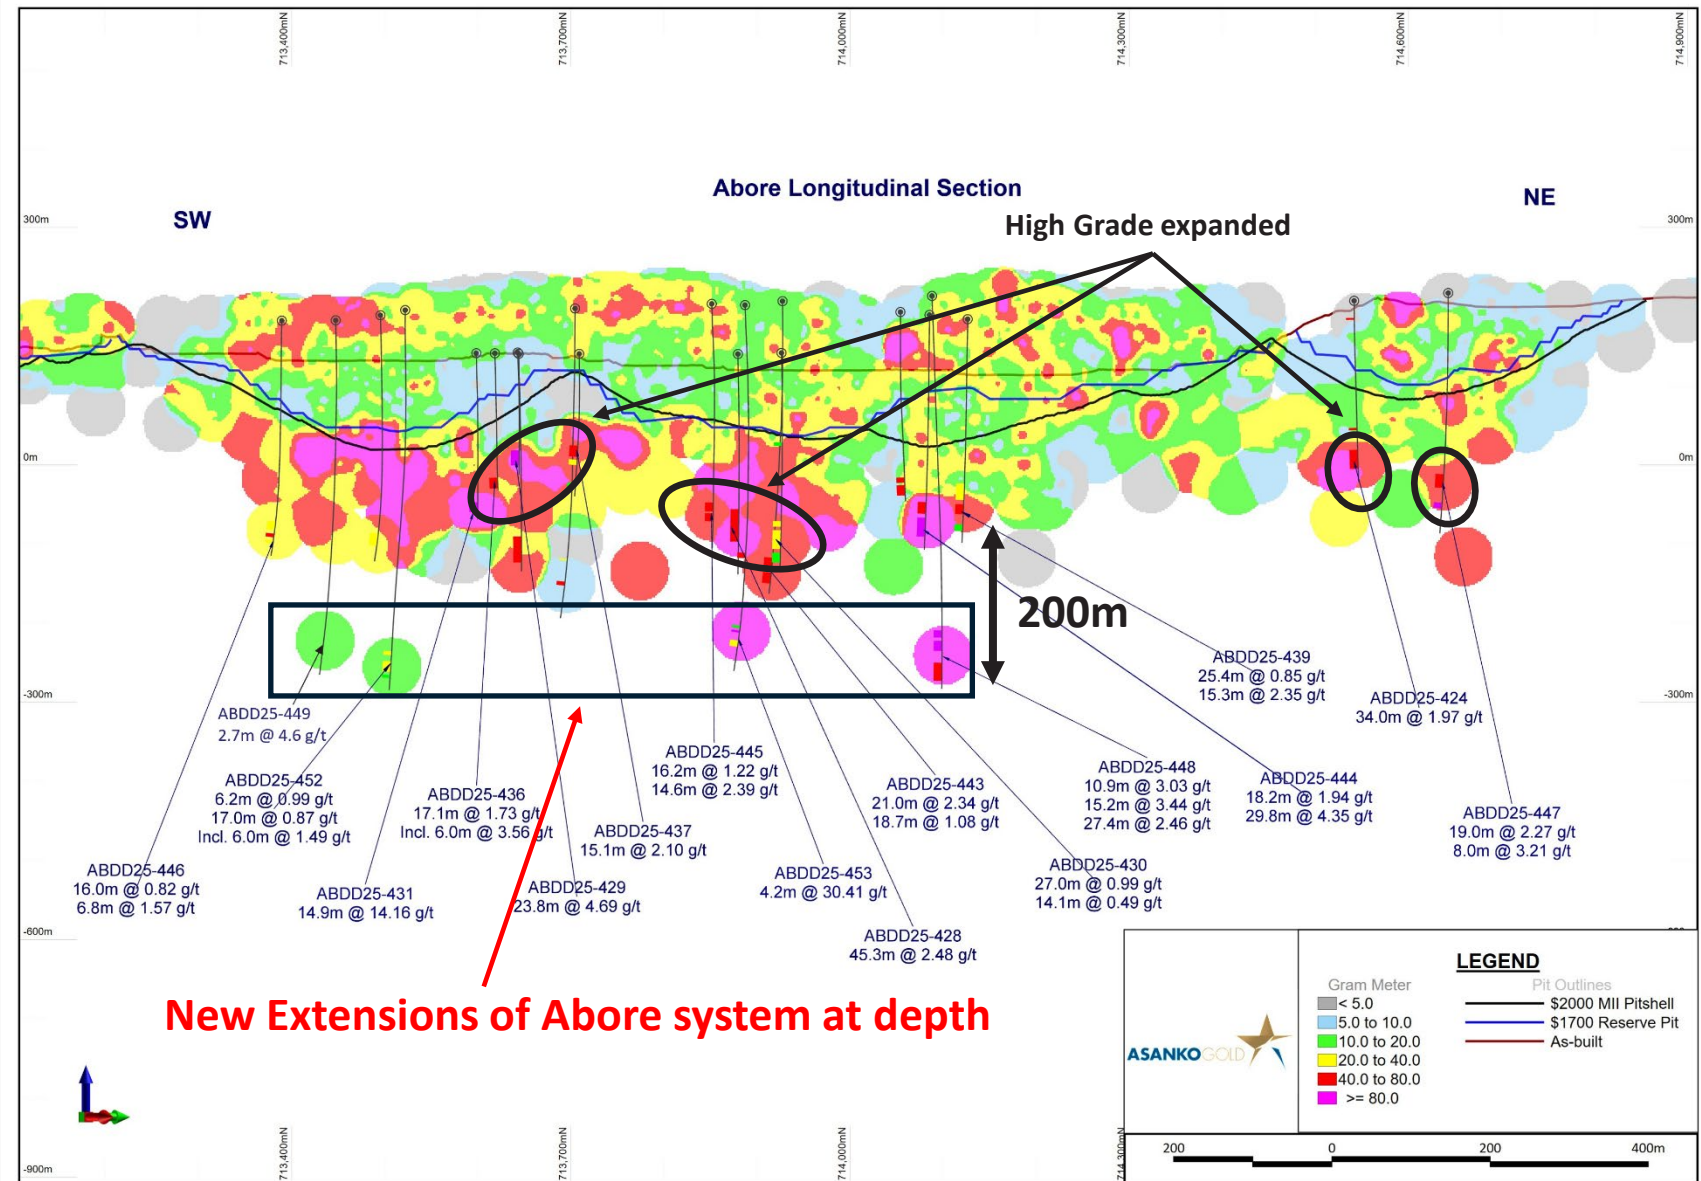 713,400mN
713,700mN
714,000mN
714,300mN
714,600mN
714,900mN
Abore Longitudinal Section
SW
NE
High Grade expanded
300m
300m
0m
0m
200m
-300m
-300m
ABDD25-439
25.4m @ 0.85 g/t
15.3m @ 2.35 g/t
ABDD25-424
34.0m @ 1.97 g/t
ABDD25-449
2.7m @ 4.6 g/t
ABDD25-445
16.2m @ 1.22 g/t
14.6m @ 2.39 g/t
ABDD25-452
6.2m @ 0.99 g/t
17.0m @ 0.87 g/t
Incl. 6.0m @ 1.49 g/t
ABDD25-436
17.1m @ 1.73 g/t
Incl. 6.0m @ 3.56 g/t
ABDD25-443
21.0m @ 2.34 g/t
18.7m @ 1.08 g/t
ABDD25-448
10.9m @ 3.03 g/t
15.2m @ 3.44 g/t
27.4m @ 2.46 g/t
ABDD25-444
18.2m @ 1.94 g/t
29.8m @ 4.35 g/t
ABDD25-447
19.0m @ 2.27 g/t
8.0m @ 3.21 g/t
ABDD25-437
15.1m @ 2.10 g/t
ABDD25-446
16.0m @ 0.82 g/t
6.8m @ 1.57 g/t
ABDD25-431
14.9m @ 14.16 g/t
ABDD25-429
23.8m @ 4.69 g/t
ABDD25-453
4.2m @ 30.41 g/t
ABDD25-430
27.0m @ 0.99 g/t
14.1m @ 0.49 g/t
ABDD25-428
45.3m @ 2.48 g/t
-600m
New Extensions of Abore system at depth
LEGEND
Gram Meter
< 5.0
5.0 to 10.0
10.0 to 20.0
20.0 to 40.0
40.0 to 80.0
>= 80.0
Pit Outlines
$2000 MII Pitshell
$1700 Reserve Pit
As-built
ASANKO GOLD
-900m
713,400mN
713,700mN
714,000mN
714,300mN
200 0 200 400m